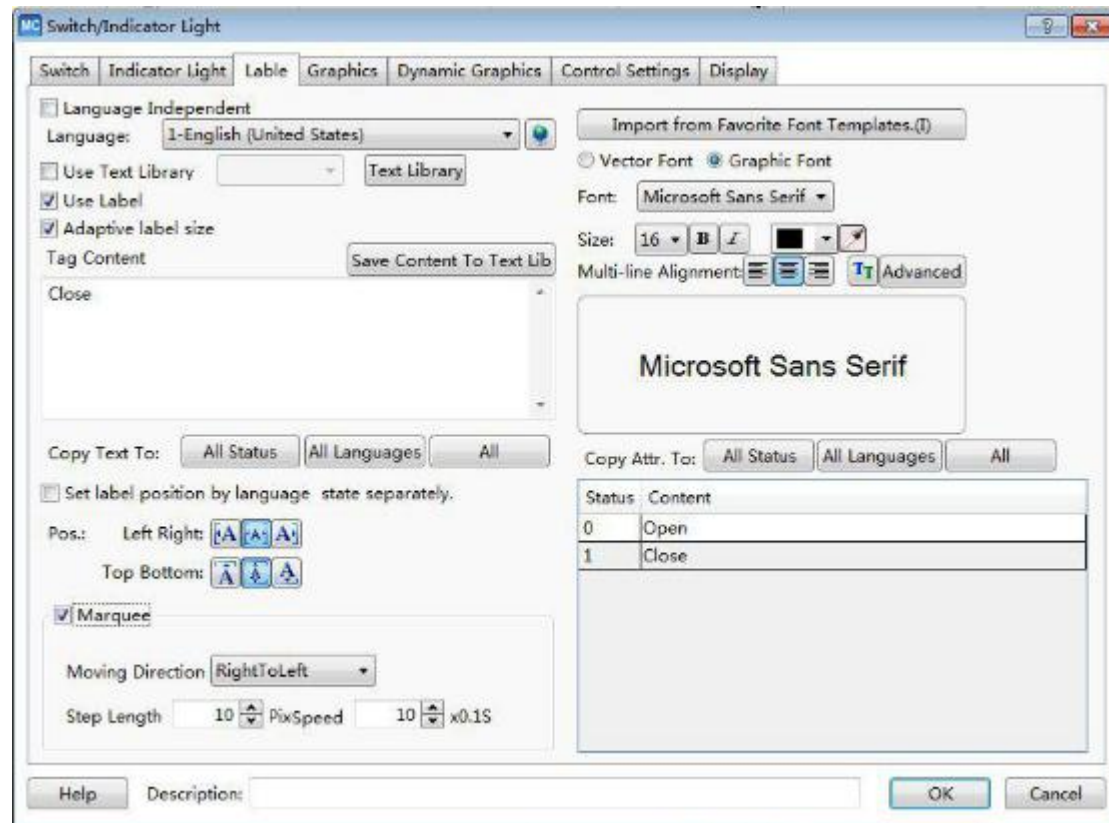 MC Switch/Indicator Light
Switch Indicator Light Lable Graphics Dynamic Graphics Control Settings Display
Language Independent
Language: 1-English (United States)
Use Text Library Text Library
Use Label
Adaptive label size
Tag Content Save Content To Text Lib
Close
Copy Text To: All Status All Languages All
Set label position by language state separately.
Pos.: Left Right: A A A
Top Bottom: A A A
Marquee
Moving Direction RightToLeft
Step Length 10 PixSpeed 10 x0.1S
Import from Favorite Font Templates.(I)
Vector Font Graphic Font
Font: Microsoft Sans Serif
Size: 16 B I
Multi-line Alignment: TT Advanced
Microsoft Sans Serif
Copy Attr. To: All Status All Languages All
Status Content
0 Open
1 Close
Help Description: OK Cancel